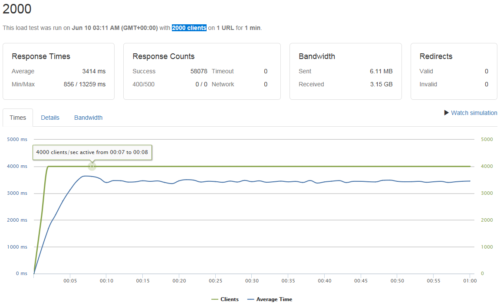 2000
This load test was run on Jun 10 03:11 AM (GMT+00:00) with 2000 clients on 1 URL for 1 min
Response Times
Average 3414 ms
Min/Max 656 / 13259 ms
Response Counts
Success 58076 Timeout 0
400/500 0 / 0 Network 0
Bandwidth
Sent 6.11 MB
Received 3.15 GB
Redirects
Valid 0
Invalid 0
Times Details Bandwidth
Watch simulation
5000 ms 5000
4000 clients/sec active from 00:07 to 00:08
4000 ms 4000
3000 ms 3000
2000 ms 2000
1000 ms 1000
0 ms 0
00:05 00:10 00:15 00:20 00:25 00:30 00:35 00:40 00:45 00:50 00:55 01:00
Clients Average Time